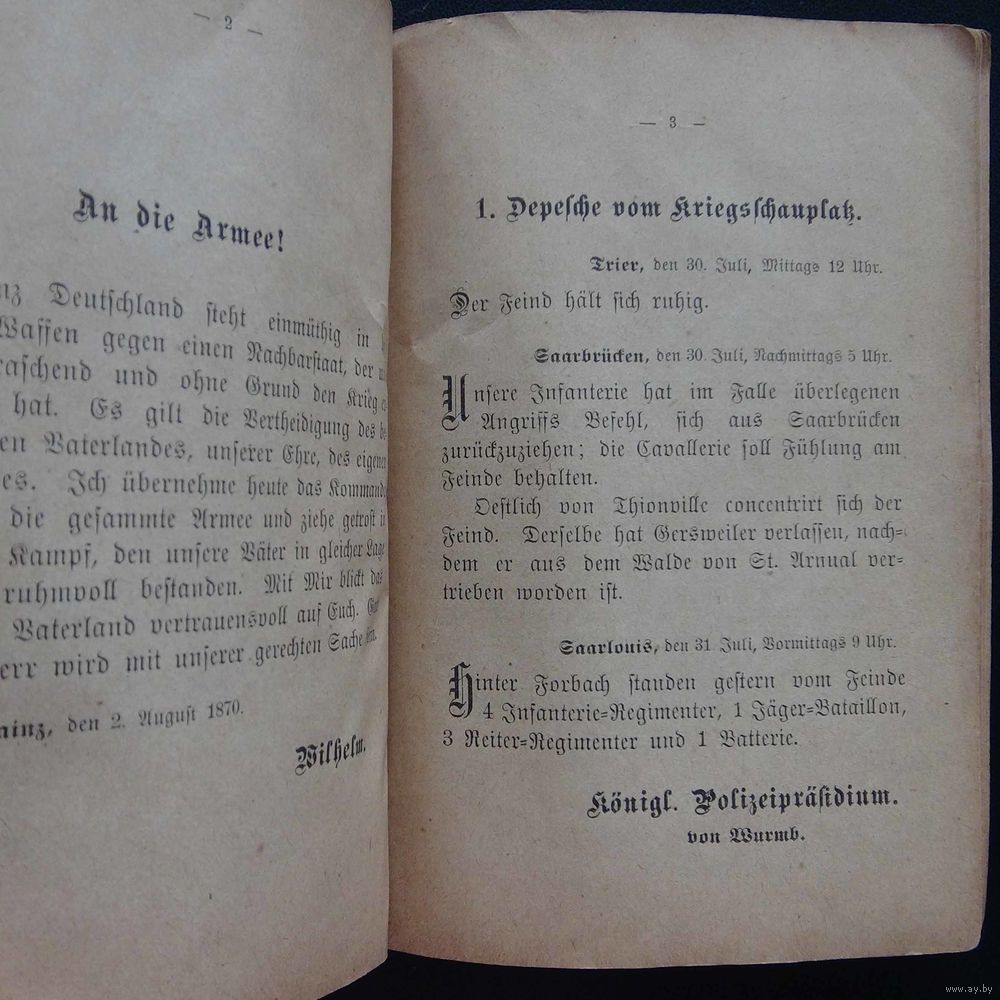 — 2 —
An die Armee!
Deutſchland ſteht einmüthig in
Waffen gegen einen Nachbarſtaat, der
und ohne Grund den Krieg
hat. Es gilt die Vertheidigung des
Vaterlandes, unſerer Ehre, des
Ich übernehme heute das Kommando
die geſammte Armee und ziehe getroſt in
Kampf, den unſere Väter in gleicher Lage
ruhmvoll beſtanden. Mit Mir blickt das
Vaterland vertrauensvoll auf Euch.
wird mit unſerer gerechten Sache
den 2. Auguſt 1870.
Wilhelm.
— 3 —
1. Depeſche vom Kriegsſchauplatz.
Trier, den 30. Juli, Mittags 12 Uhr.
Der Feind hält ſich ruhig.
Saarbrücken, den 30. Juli, Nachmittags 5 Uhr.
Unſere Infanterie hat im Falle überlegenen
Angriffs Befehl, ſich aus Saarbrücken
zurückzuziehen; die Cavallerie ſoll Fühlung am
Feinde behalten.
Oeſtlich von Thionville concentrirt ſich der
Feind. Derſelbe hat Gersweiler verlaſſen, nach-
dem er aus dem Walde von St. Arnual ver-
trieben worden iſt.
Saarlouis, den 31. Juli, Vormittags 9 Uhr.
Hinter Forbach ſtanden geſtern vom Feinde
4 Infanterie-Regimenter, 1 Jäger-Bataillon,
3 Reiter-Regimenter und 1 Batterie.
Königl. Polizeipräſidium.
von Wurmb.
www.ay.by